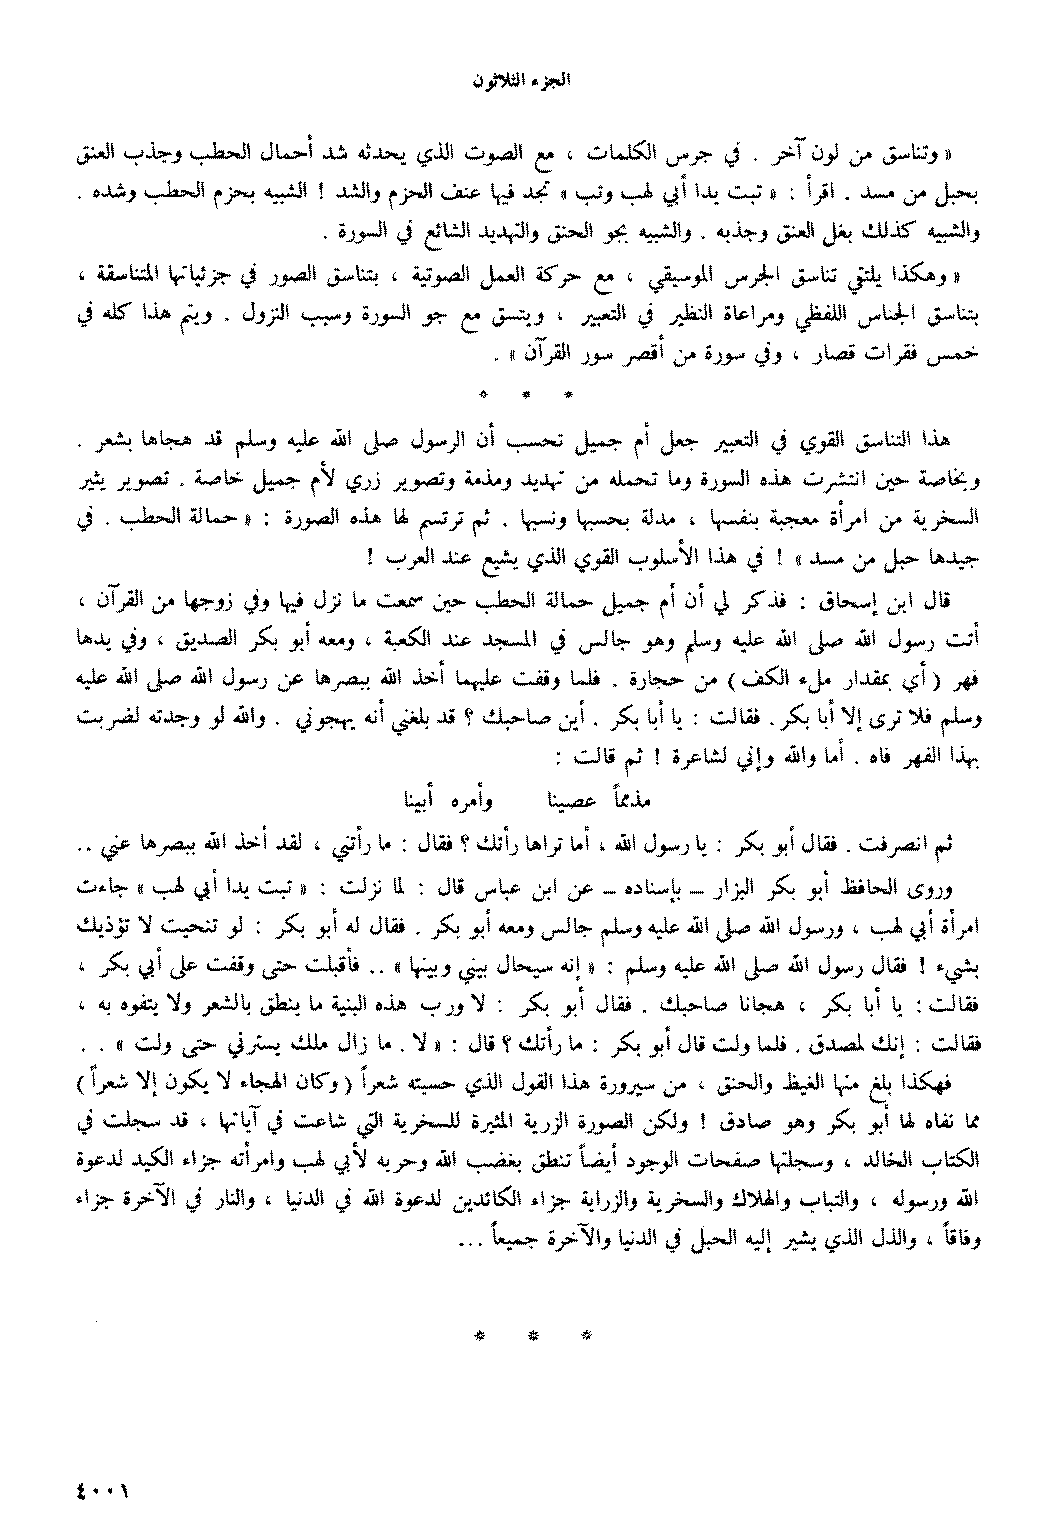 الجزء الثلاثون
« وتناسق من لون آخر . في جرس الكلمات ، مع الصوت الذي يحدثه شد أحمال الحطب وجذب العنق
بحبل من مسد . اقرأ : « تبت يدا أبي لهب وتب » تجد فيها عنف الحزم والشد ! الشبيه بحزم الحطب وشده .
والشبيه كذلك بغل العنق وجذبه . والشبيه بجو الحنق والتهديد الشائع في السورة .
« وهكذا يلتقي تناسق الجرس الموسيقي ، مع حركة العمل الصوتية ، بتناسق الصور في جزئياتها المتناسقة ،
بتناسق الجناس اللفظي ومراعاة النظير في التعبير ، ويتسق مع جو السورة وسبب النزول . ويتم هذا كله في
خمس فقرات قصار ، وفي سورة من أقصر سور القرآن » .
* * *
هذا التناسق القوي في التعبير جعل أم جميل تحسب أن الرسول صلى الله عليه وسلم قد هجاها بشعر .
وبخاصة حين انتشرت هذه السورة وما تحمله من تهديد ومذمة وتصوير زري لأم جميل خاصة . تصوير يثير
السخرية من امرأة معجبة بنفسها ، مدلة بحسبها ونسبها . ثم ترتسم لها هذه الصورة : « حمالة الحطب . في
جيدها حبل من مسد » ! في هذا الأسلوب القوي الذي يشيع عند العرب !
قال ابن إسحاق : فذكر لي أن أم جميل حمالة الحطب حين سمعت ما نزل فيها وفي زوجها من القرآن ،
أتت رسول الله صلى الله عليه وسلم وهو جالس في المسجد عند الكعبة ، ومعه أبو بكر الصديق ، وفي يدها
فهر ( أي بمقدار ملء الكف ) من حجارة . فلما وقفت عليهما أخذ الله ببصرها عن رسول الله صلى الله عليه
وسلم فلا ترى إلا أبا بكر . فقالت : يا أبا بكر . أين صاحبك ؟ قد بلغني أنه يهجوني . والله لو وجدته لضربت
بهذا الفهر فاه . أما والله وإني لشاعرة ! ثم قالت :
مذمماً عصينا وأمره أبينا
ثم انصرفت . فقال أبو بكر : يا رسول الله ، أما تراها رأتك ؟ فقال : ما رأتني ، لقد أخذ الله ببصرها عني ..
وروى الحافظ أبو بكر البزار – بإسناده – عن ابن عباس قال : لما نزلت : « تبت يدا أبي لهب » جاءت
امرأة أبي لهب ، ورسول الله صلى الله عليه وسلم جالس ومعه أبو بكر . فقال له أبو بكر : لو تنحيت لا تؤذيك
بشيء ! فقال رسول الله صلى الله عليه وسلم : « إنه سيحال بيني وبينها » .. فأقبلت حتى وقفت على أبي بكر ،
فقالت : يا أبا بكر ، هجانا صاحبك . فقال أبو بكر : لا ورب هذه البنية ما ينطق بالشعر ولا يتفوه به ،
فقالت : إنك لمصدق . فلما ولت قال أبو بكر : ما رأتك ؟ قال : « لا . ما زال ملك يسترني حتى ولت » . .
فهكذا بلغ منها الغيظ والحنق ، من سيرورة هذا القول الذي حسبته شعراً ( وكان الهجاء لا يكون إلا شعراً )
مما نفاه لها أبو بكر وهو صادق ! ولكن الصورة الزرية المثيرة للسخرية التي شاعت في آياتها ، قد سجلت في
الكتاب الخالد ، وسجلتها صفحات الوجود أيضاً تنطق بغضب الله وحربه لأبي لهب وامرأته جزاء الكيد لدعوة
الله ورسوله ، والتباب والهلاك والسخرية والزراية جزاء الكائدين لدعوة الله في الدنيا ، والنار في الآخرة جزاء
وفاقاً ، والذل الذي يشير إليه الحبل في الدنيا والآخرة جميعاً ...
* * *
٤٠٠١